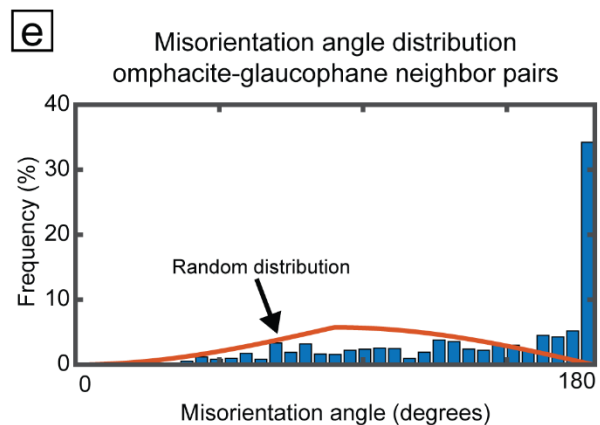 e
Misorientation angle distribution
omphacite-glaucophane neighbor pairs
40
30
20
10
0
Frequency (%)
Random distribution
0
180
Misorientation angle (degrees)